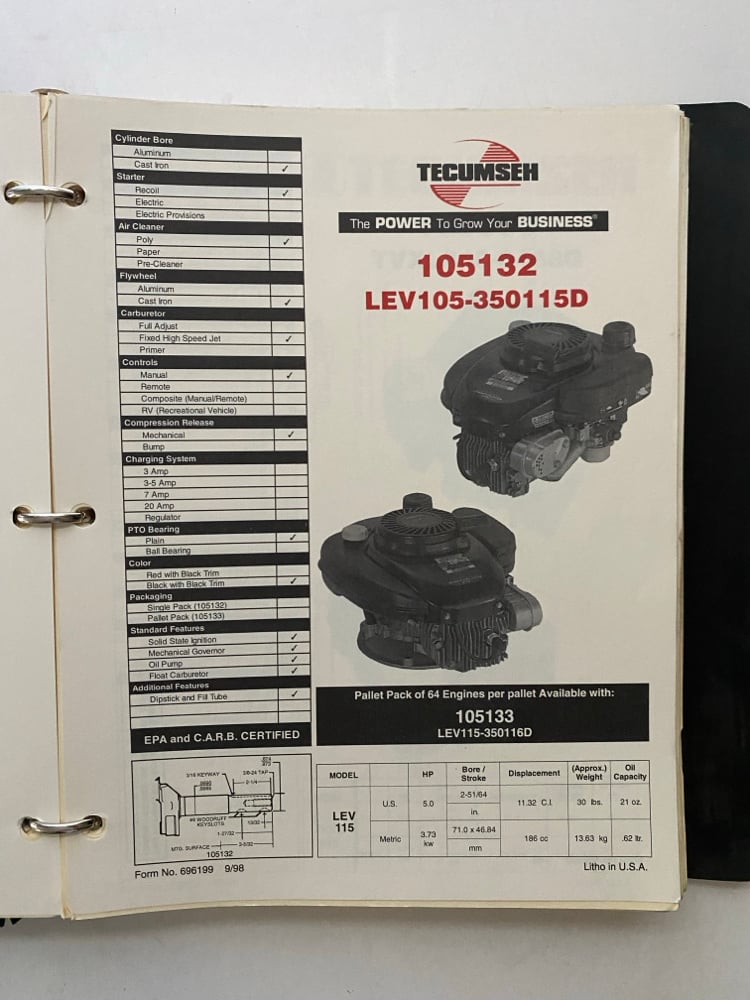 Cylinder Bore
Aluminum
Cast Iron ✓
Starter
Recoil ✓
Electric
Electric Provisions
Air Cleaner
Poly ✓
Paper
Pre-Cleaner
Flywheel
Aluminum
Cast Iron ✓
Carburetor
Full Adjust
Fixed High Speed Jet ✓
Primer
Controls
Manual ✓
Remote
Composite (Manual/Remote)
RV (Recreational Vehicle)
Compression Release
Mechanical ✓
Bump
Charging System
3 Amp
3-5 Amp
7 Amp
20 Amp
Regulator
PTO Bearing
Plain ✓
Ball Bearing
Color
Red with Black Trim
Black with Black Trim ✓
Packaging
Single Pack (105132)
Pallet Pack (105133)
Standard Features
Solid State Ignition ✓
Mechanical Governor ✓
Oil Pump ✓
Float Carburetor ✓
Additional Features
Dipstick and Fill Tube ✓
EPA and C.A.R.B. CERTIFIED
3/16 KEYWAY
3/8-24 TAP
2-1/4
#6 WOODRUFF
KEYSLOTS
1-27/32
MTG. SURFACE
105132
Form No. 696199 9/98
TECUMSEH
The POWER To Grow Your BUSINESS®
105132
LEV105-350115D
Pallet Pack of 64 Engines per pallet Available with:
105133
LEV115-350116D
MODEL HP Bore / Stroke Displacement (Approx.) Weight Oil Capacity
LEV 115
U.S. 5.0 2-51/64 in. 11.32 C.I. 30 lbs. 21 oz.
Metric 3.73 kw 71.0 x 46.84 mm 186 cc 13.63 kg .62 ltr.
Litho in U.S.A.